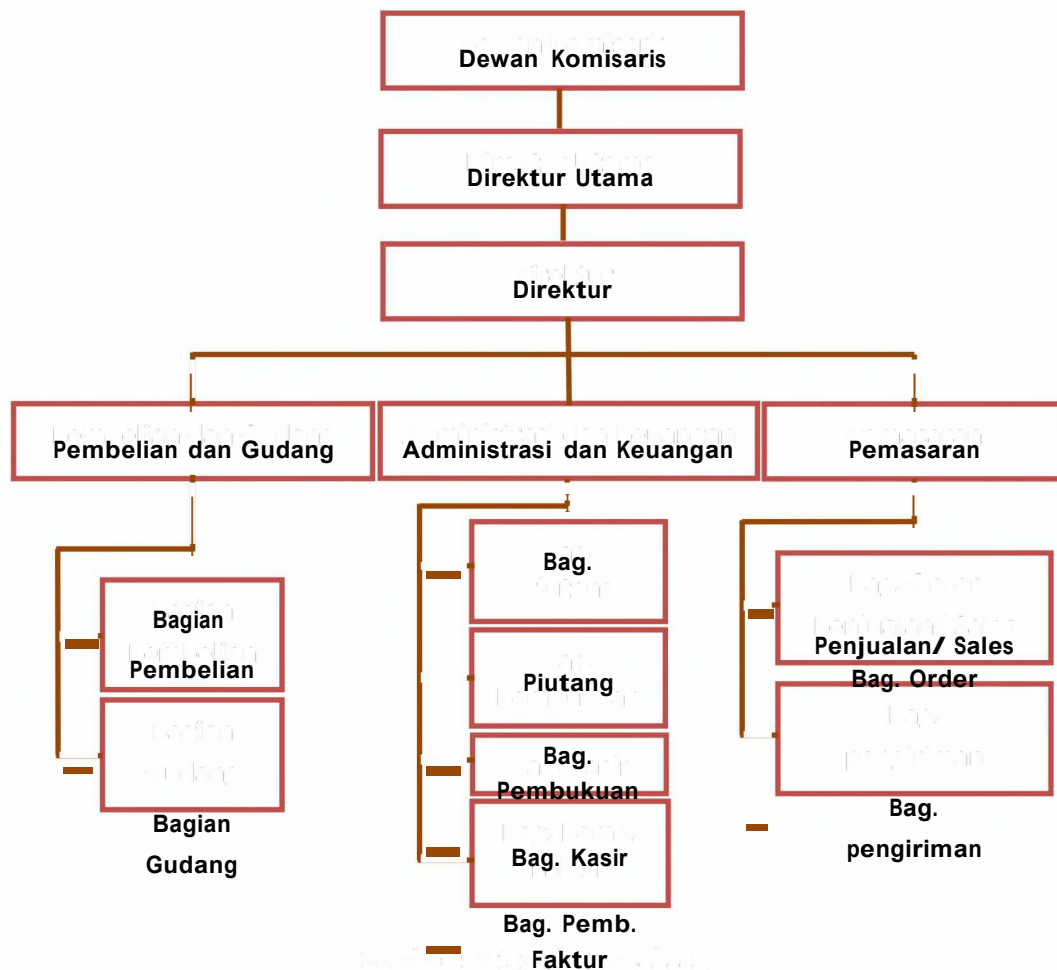 Dewan Komisaris
Direktur Utama
Direktur
Pembelian dan Gudang
Administrasi dan Keuangan
Pemasaran
Bagian
Pembelian
Bagian
Gudang
Bag.
Piutang
Bag.
Pembukuan
Bag. Kasir
Bag. Pemb.
Faktur
Penjualan/ Sales
Bag. Order
Bag.
pengiriman